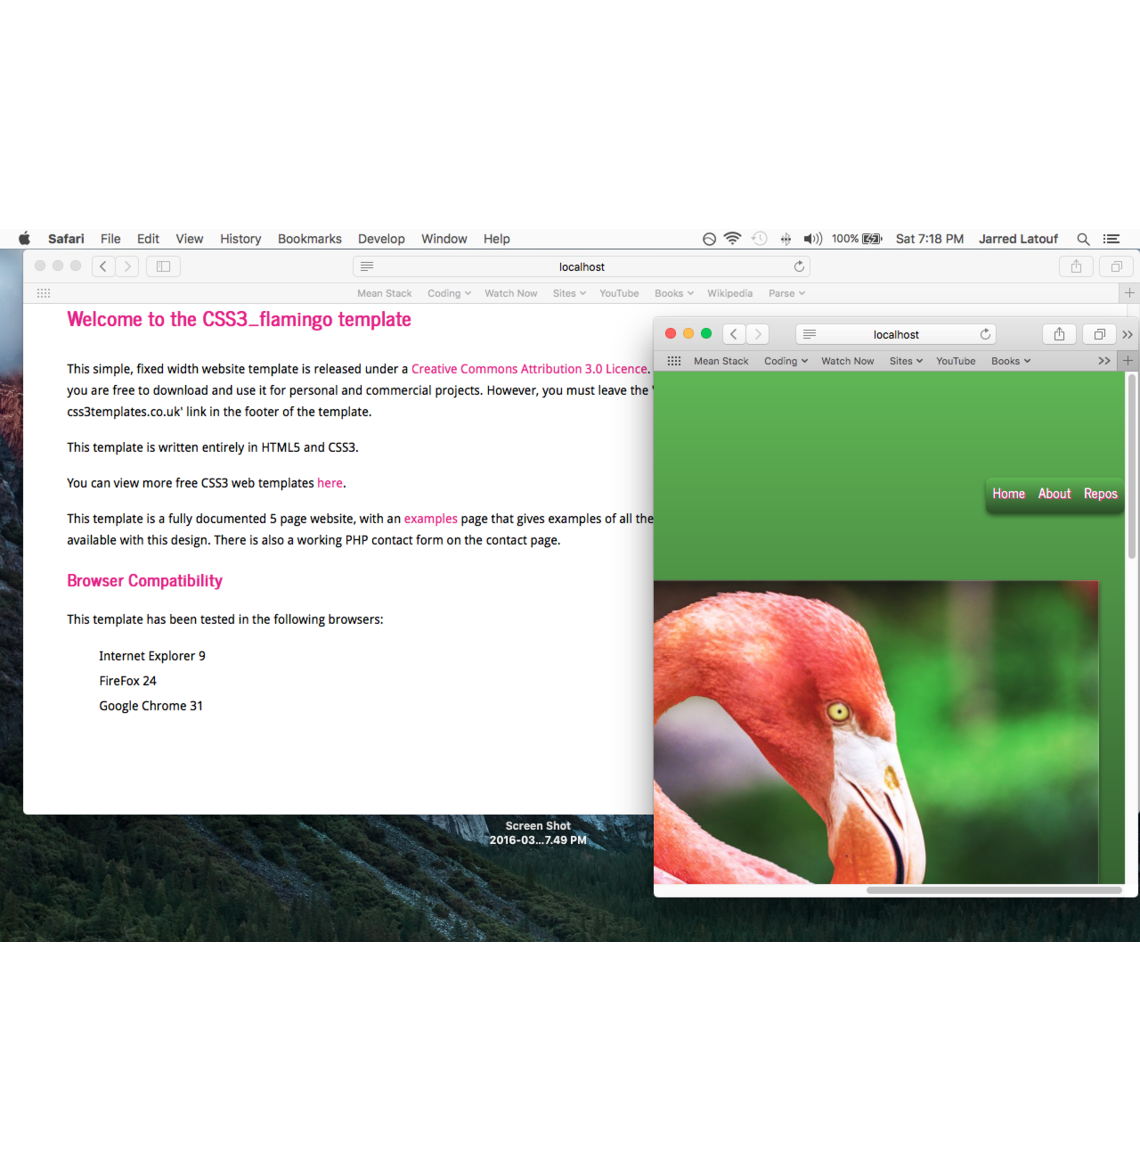 Safari File Edit View History Bookmarks Develop Window Help 100% Sat 7:18 PM Jarred Latouf
localhost
Mean Stack Coding Watch Now Sites YouTube Books Wikipedia Parse
Welcome to the CSS3_flamingo template
This simple, fixed width website template is released under a Creative Commons Attribution 3.0 Licence.
you are free to download and use it for personal and commercial projects. However, you must leave the '
css3templates.co.uk' link in the footer of the template.
This template is written entirely in HTML5 and CSS3.
You can view more free CSS3 web templates here.
This template is a fully documented 5 page website, with an examples page that gives examples of all the
available with this design. There is also a working PHP contact form on the contact page.
Browser Compatibility
This template has been tested in the following browsers:
Internet Explorer 9
FireFox 24
Google Chrome 31
localhost
Mean Stack Coding Watch Now Sites YouTube Books
Home About Repos
Screen Shot
2016-03...7.49 PM